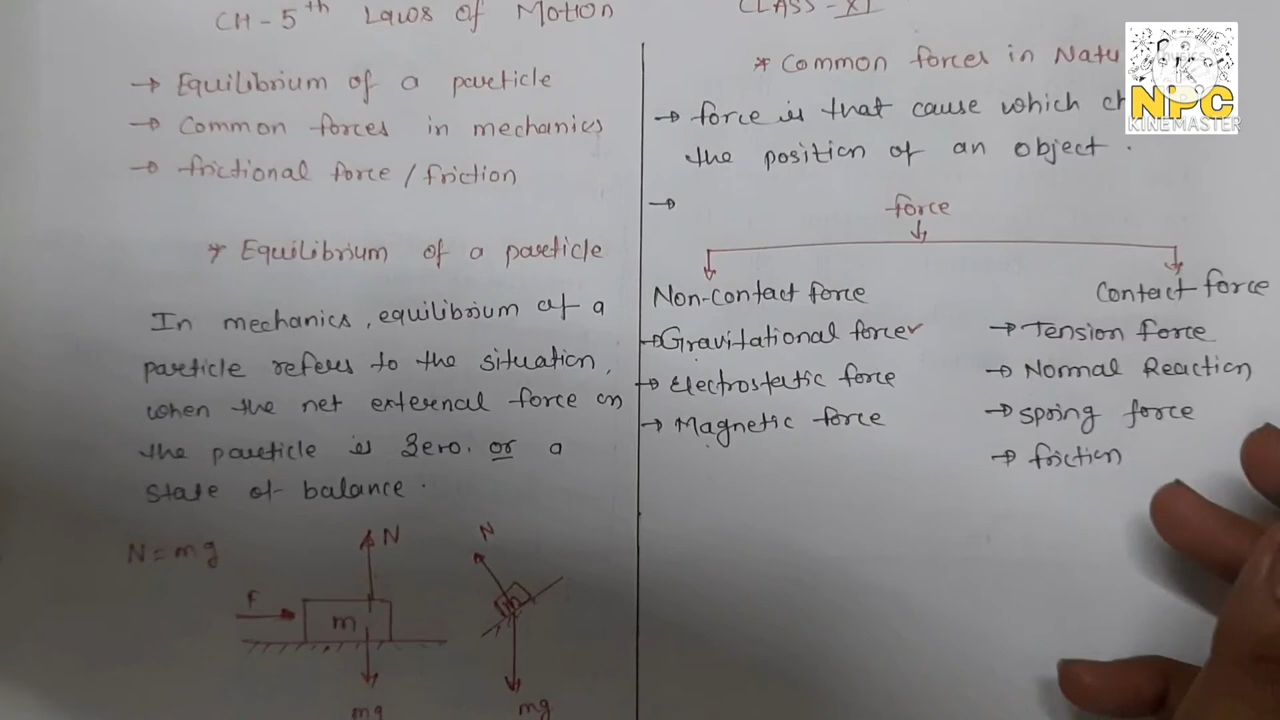 CH-5th Laws of Motion
→ Equilibrium of a particle
→ Common forces in mechanics
→ frictional force / friction
* Equilibrium of a particle
In mechanics, equilibrium of a
particle refers to the situation,
when the net external force on
the particle is zero. or a
state of balance.
N = mg
N
F
m
mg
N
m
mg
CLASS - XI
* Common forces in Natu
→ force is that cause which ch
the position of an object.
→ force
Non-contact force
→ Gravitational force
→ Electrostatic force
→ Magnetic force
Contact force
→ Tension force
→ Normal Reaction
→ spring force
→ friction
NPC
KINEMASTER